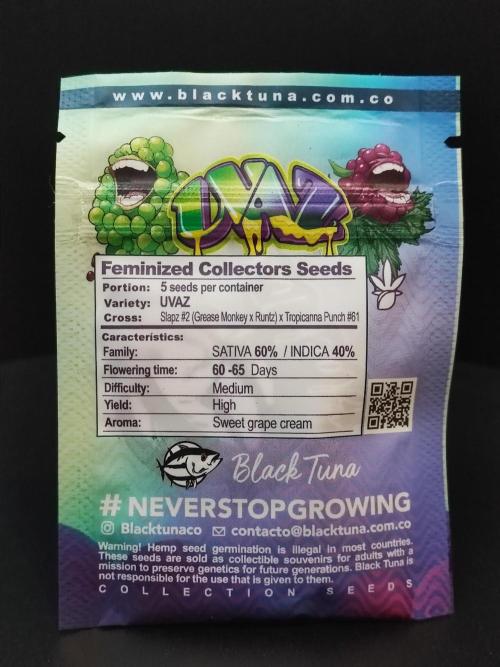 www.blacktuna.com.co
UVAZ
Feminized Collectors Seeds
Portion: 5 seeds per container
Variety: UVAZ
Cross: Slapz #2 (Grease Monkey x Runtz) x Tropicanna Punch #61
Características:
Family: SATIVA 60% / INDICA 40%
Flowering time: 60 -65 Days
Difficulty: Medium
Yield: High
Aroma: Sweet grape cream
Black Tuna
# NEVERSTOPGROWING
Blacktunaco contacto@blacktuna.com.co
Warning! Hemp seed germination is illegal in most countries.
These seeds are sold as collectible souvenirs for adults with a
mission to preserve genetics for future generations. Black Tuna is
not responsible for the use that is given to them.
COLLECTION SEEDS